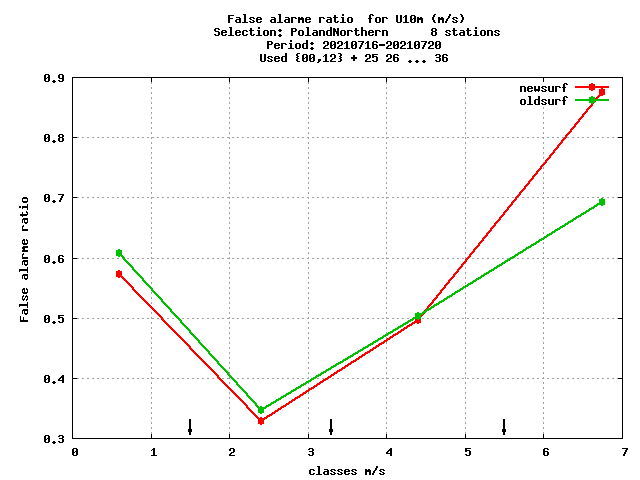 False alarme ratio  for U10m (m/s)
Selection: PolandNorthern      8 stations
Period: 20210716-20210720
Used {00,12} + 25 26 ... 36
newsurf
oldsurf
0.9
0.8
0.7
0.6
0.5
0.4
0.3
False alarme ratio
0 1 2 3 4 5 6 7
classes m/s